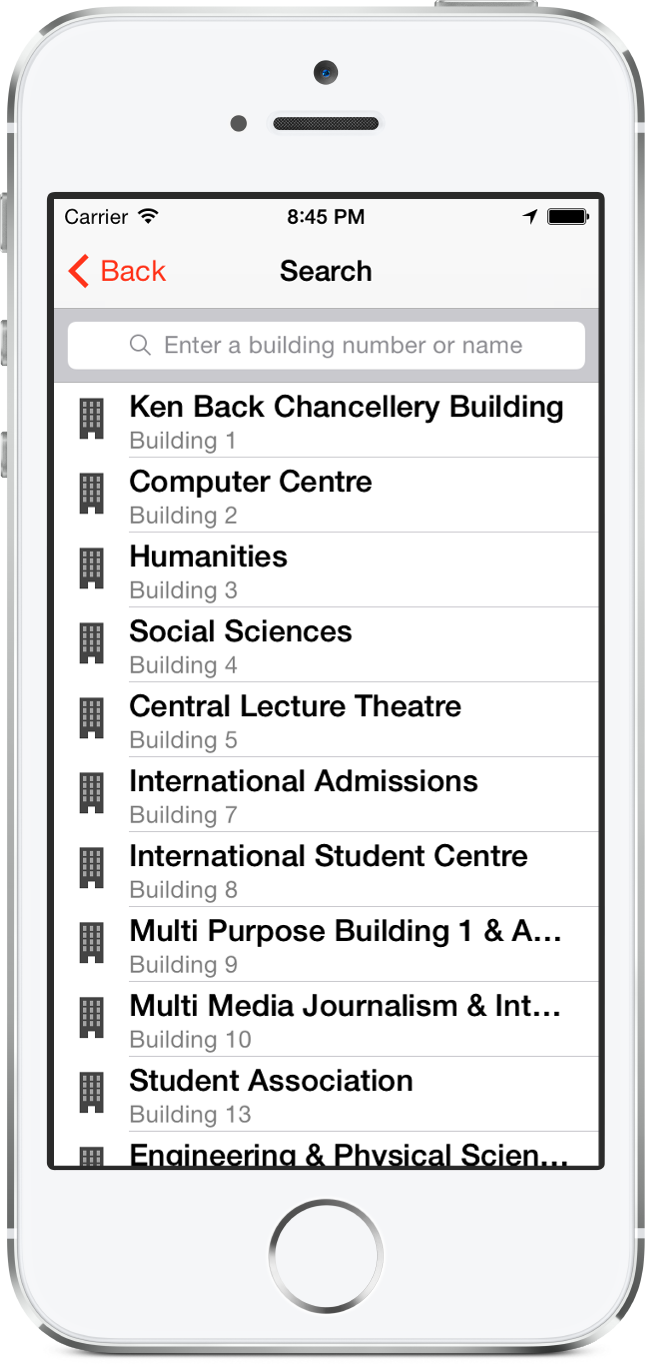 Carrier 8:45 PM
Back Search
Enter a building number or name
Ken Back Chancellery Building
Building 1
Computer Centre
Building 2
Humanities
Building 3
Social Sciences
Building 4
Central Lecture Theatre
Building 5
International Admissions
Building 7
International Student Centre
Building 8
Multi Purpose Building 1 & A...
Building 9
Multi Media Journalism & Int...
Building 10
Student Association
Building 13
Engineering & Physical Scien...